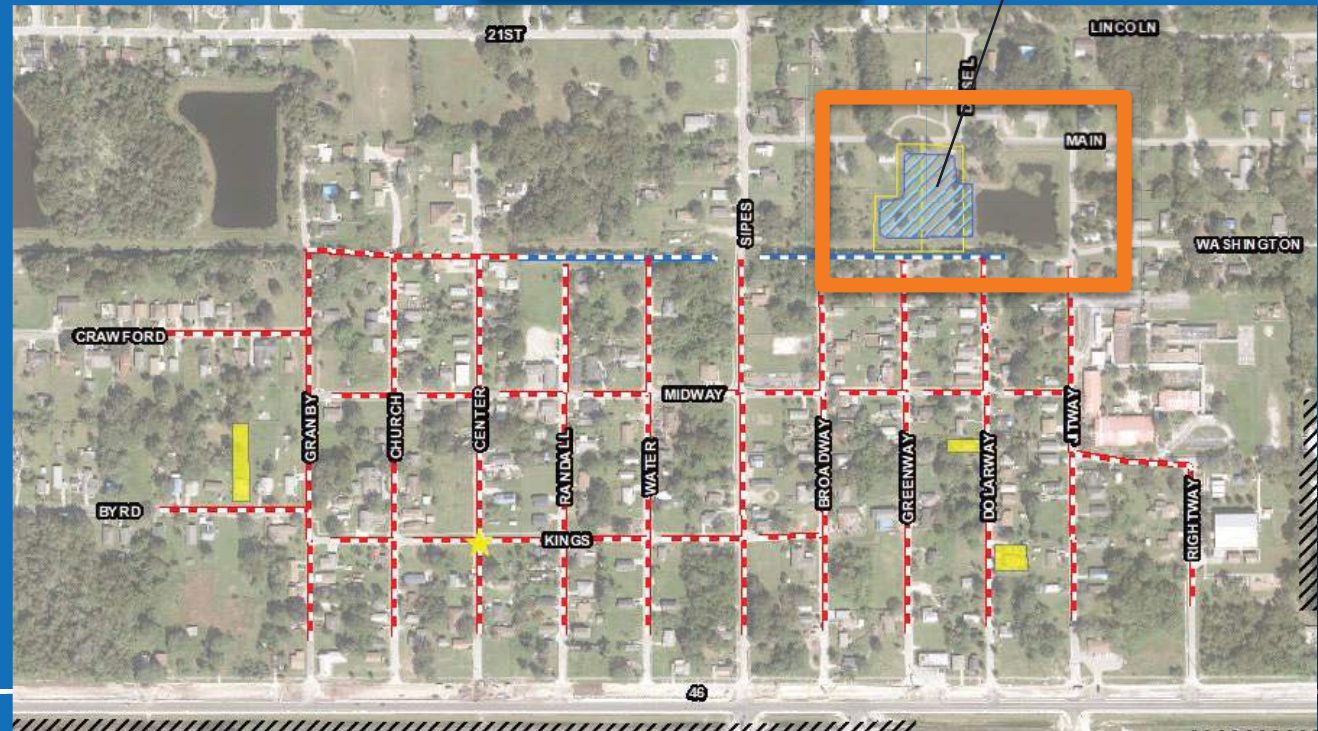 21ST
LINCOLN
MAIN
SIPES
WASHINGTON
CRAWFORD
MIDWAY
GRANBY
CHURCH
CENTER
RANDALL
WATER
BROADWAY
GREENWAY
DOLARWAY
JTWAY
BYRD
KINGS
RIGHTWAY
46